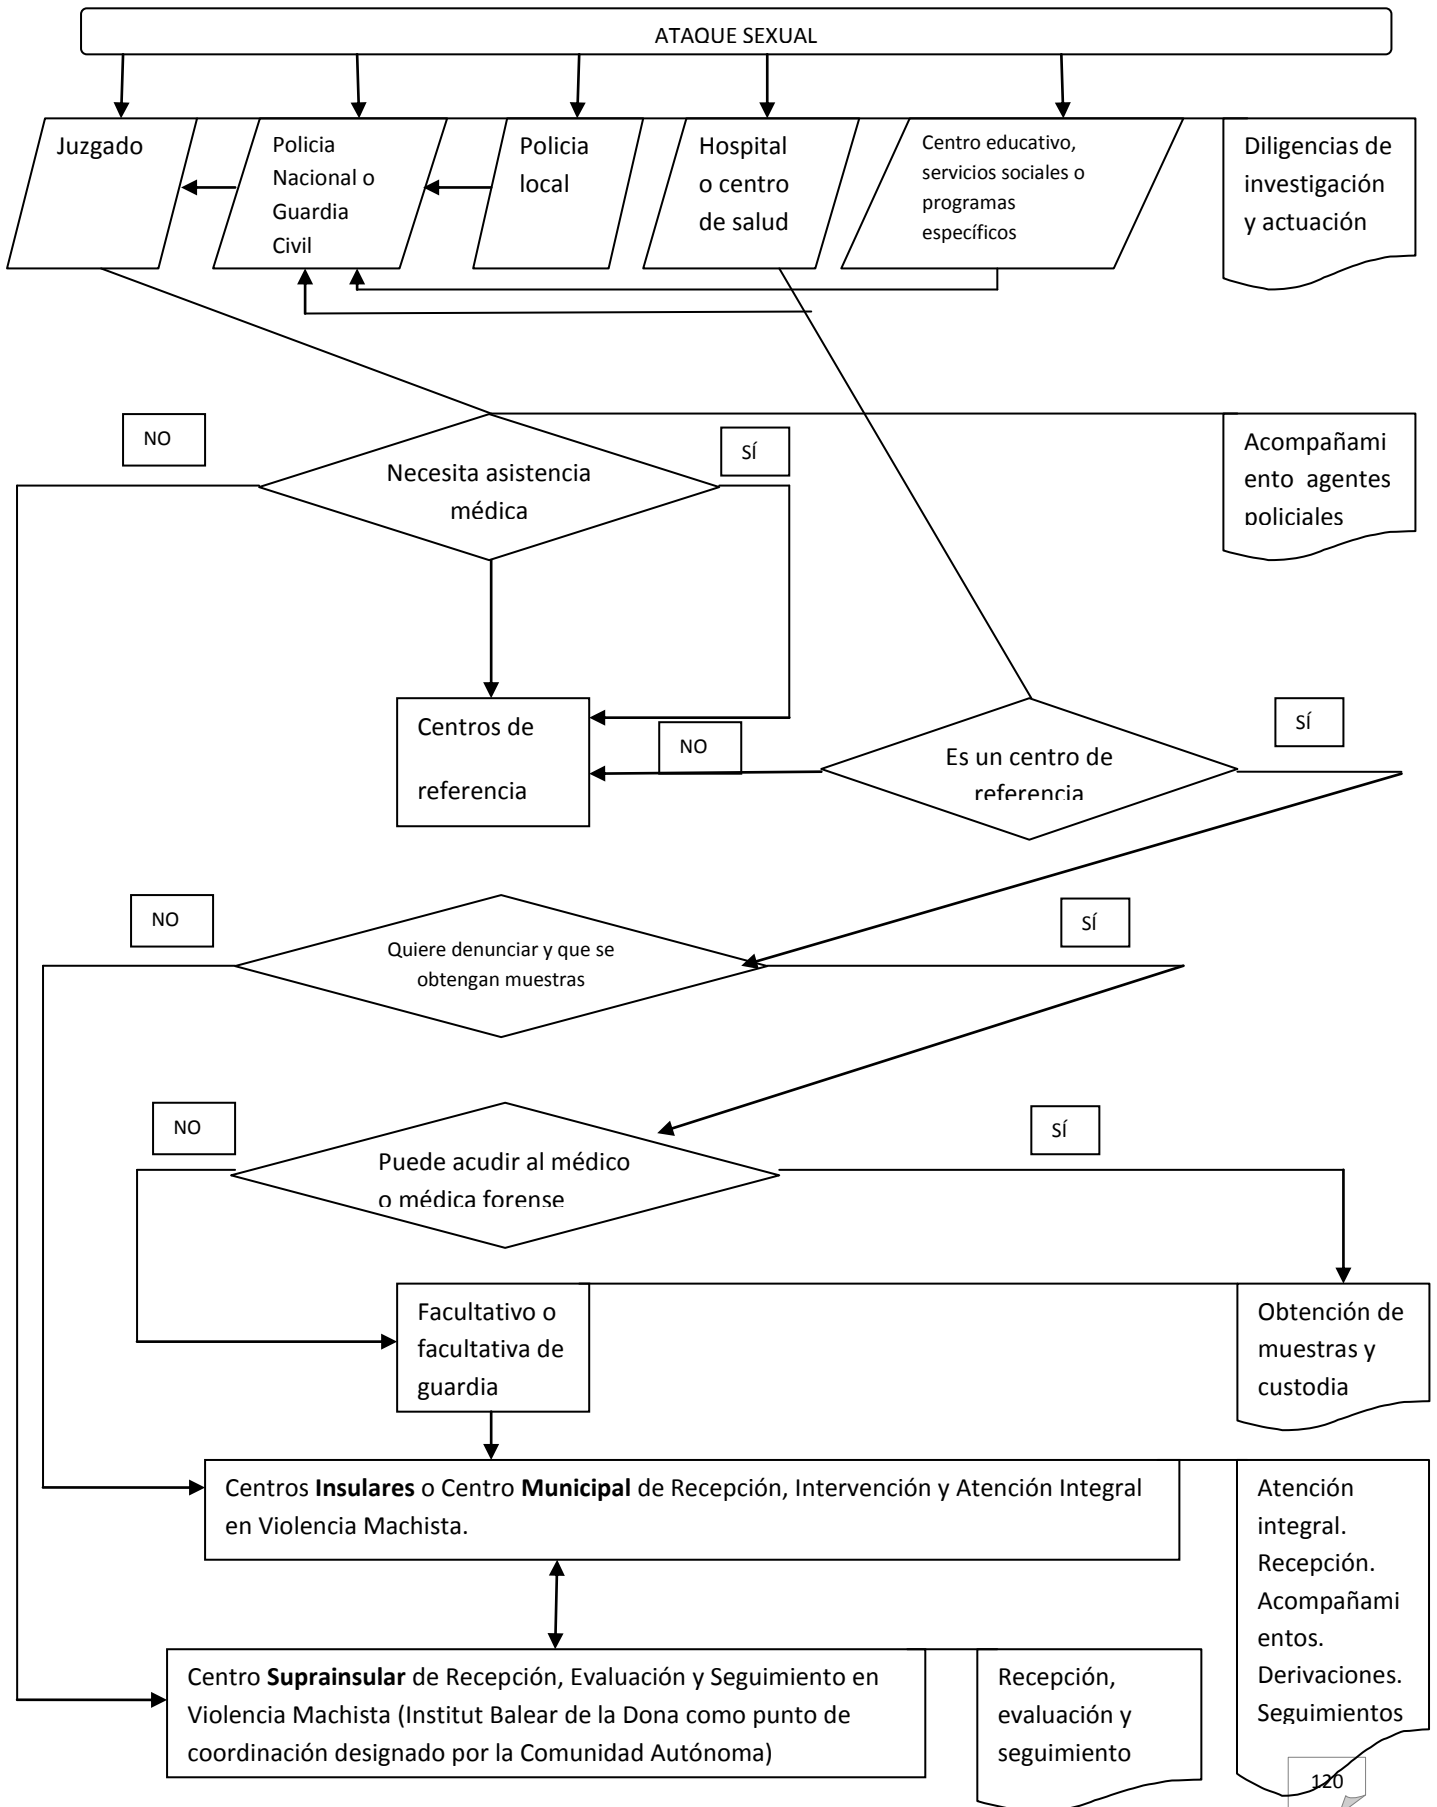 ATAQUE SEXUAL
Juzgado
Policia
Nacional o
Guardia
Civil
Policia
local
Hospital
o centro
de salud
Centro educativo,
servicios sociales o
programas
específicos
Diligencias de
investigación
y actuación
NO
Necesita asistencia
médica
SÍ
Acompañami
ento agentes
policiales
Centros de
referencia
NO
Es un centro de
referencia
SÍ
NO
Quiere denunciar y que se
obtengan muestras
SÍ
NO
Puede acudir al médico
o médica forense
SÍ
Facultativo o
facultativa de
guardia
Obtención de
muestras y
custodia
Centros Insulares o Centro Municipal de Recepción, Intervención y Atención Integral
en Violencia Machista.
Atención
integral.
Recepción.
Acompañami
entos.
Derivaciones.
Seguimientos
Centro Suprainsular de Recepción, Evaluación y Seguimiento en
Violencia Machista (Institut Balear de la Dona como punto de
coordinación designado por la Comunidad Autónoma)
Recepción,
evaluación y
seguimiento
120